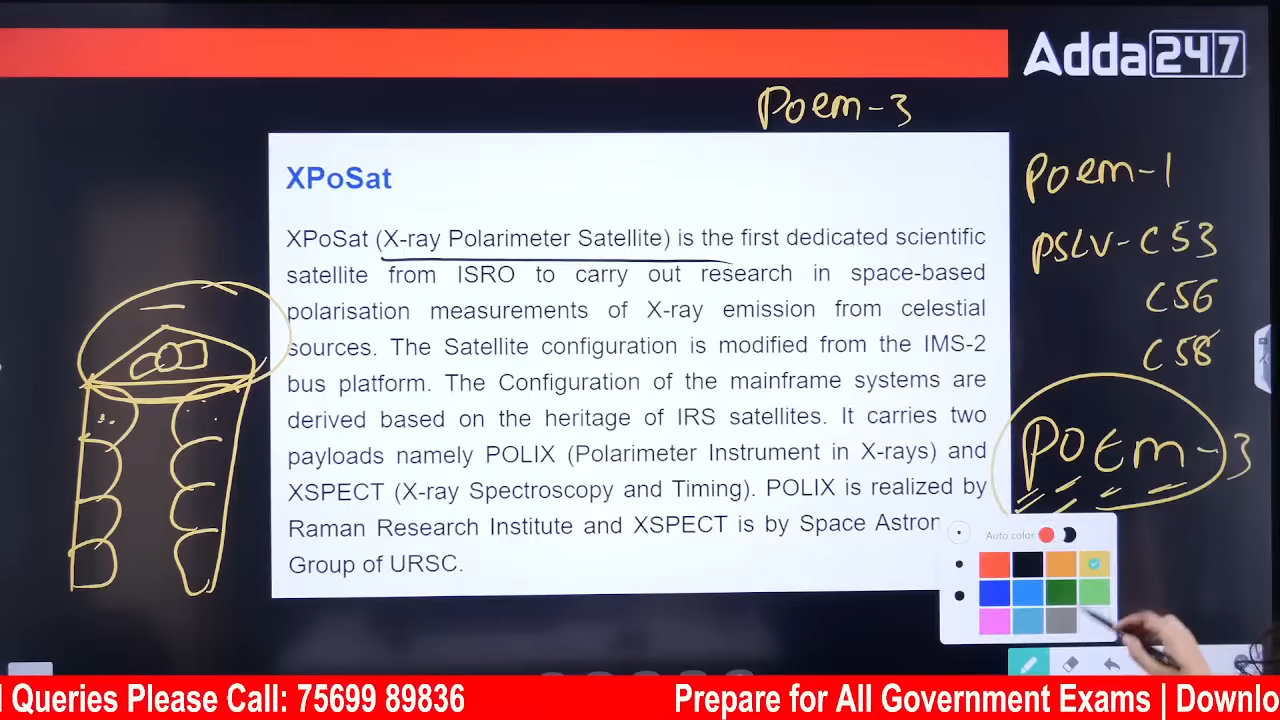 Adda247
Poem-3
XPoSat
XPoSat (X-ray Polarimeter Satellite) is the first dedicated scientific
satellite from ISRO to carry out research in space-based
polarisation measurements of X-ray emission from celestial
sources. The Satellite configuration is modified from the IMS-2
bus platform. The Configuration of the mainframe systems are
derived based on the heritage of IRS satellites. It carries two
payloads namely POLIX (Polarimeter Instrument in X-rays) and
XSPECT (X-ray Spectroscopy and Timing). POLIX is realized by
Raman Research Institute and XSPECT is by Space Astron
Group of URSC.
Poem-1
PSLV-C53
C56
C58
POEM-3
Auto color
l Queries Please Call: 75699 89836
Prepare for All Government Exams | Downlo